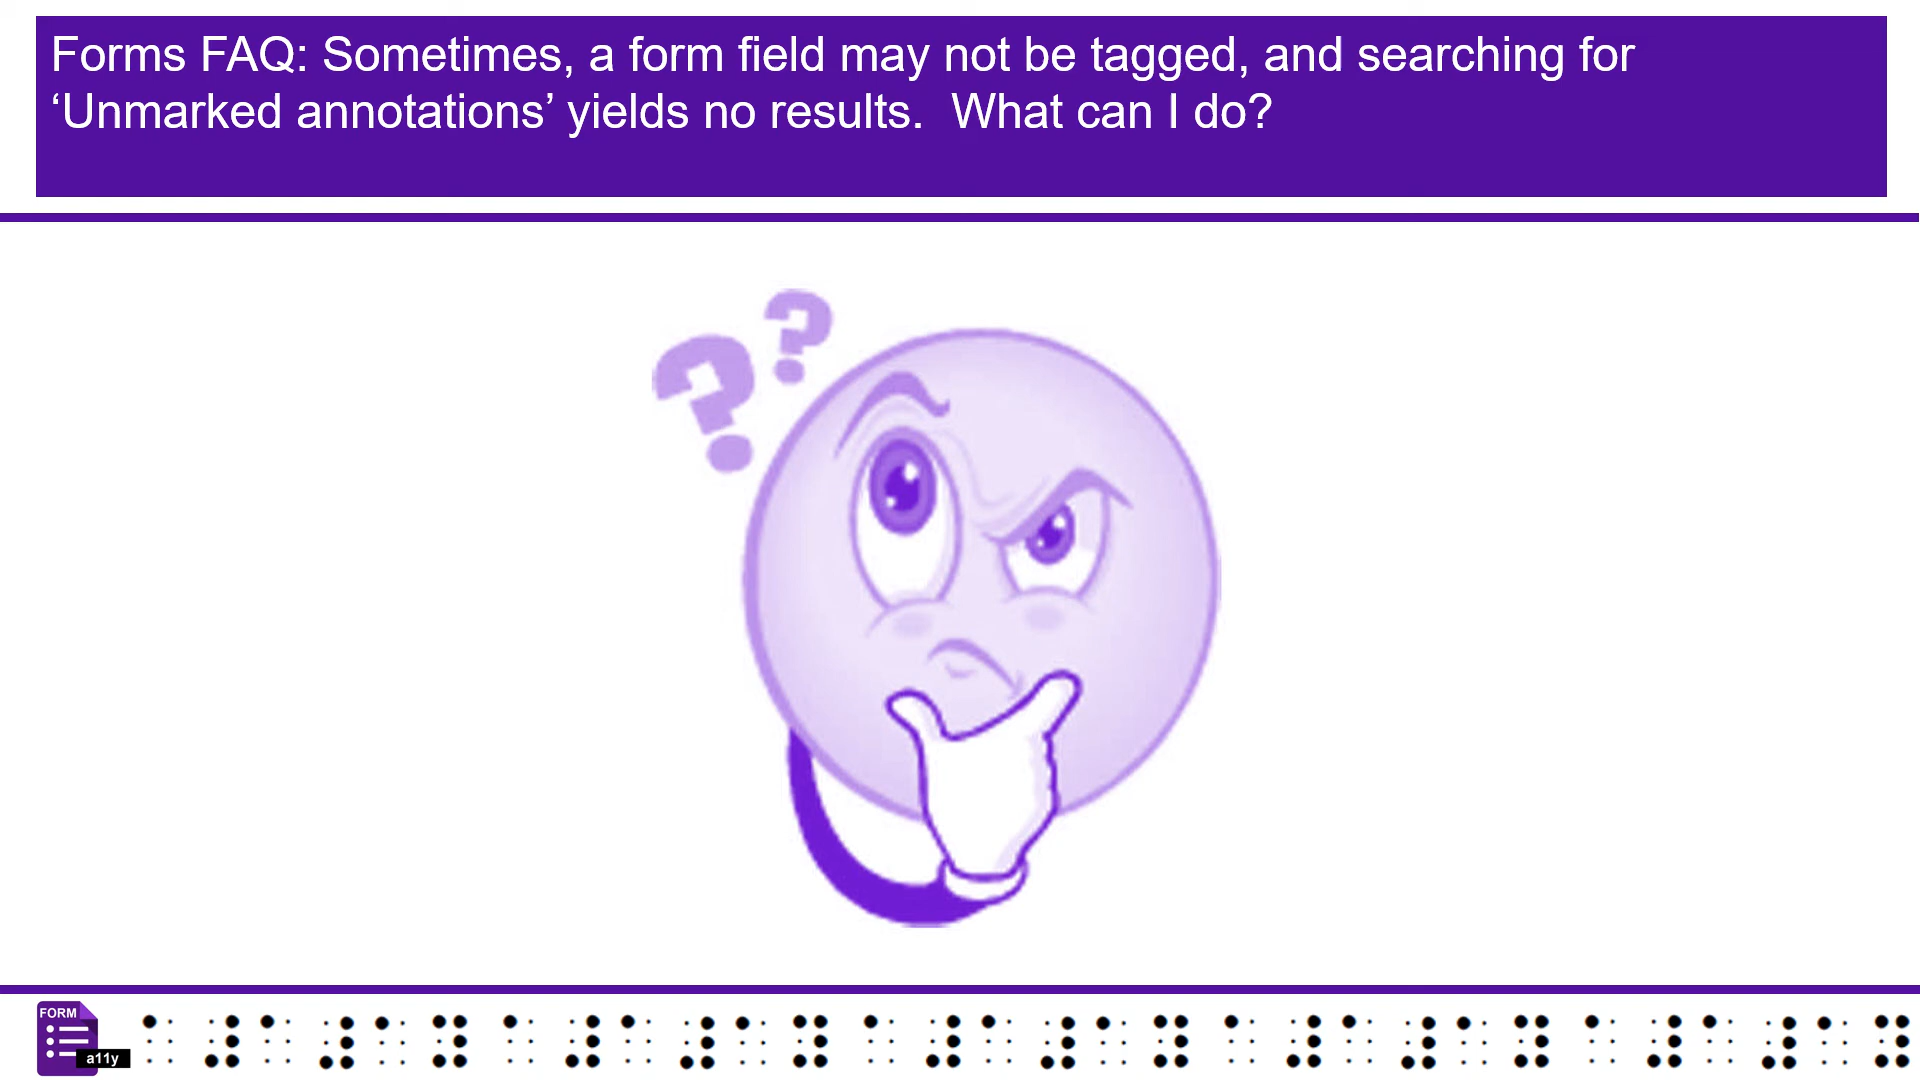 Forms FAQ: Sometimes, a form field may not be tagged, and searching for
‘Unmarked annotations’ yields no results.  What can I do?
? ?
FORM
a11y
⠁⠼⠁⠼⠁⠽⠁⠼⠁⠼⠁⠽⠁⠼⠁⠼⠁⠽⠁⠼⠁⠼⠁⠽⠁⠼⠁⠼⠁⠽